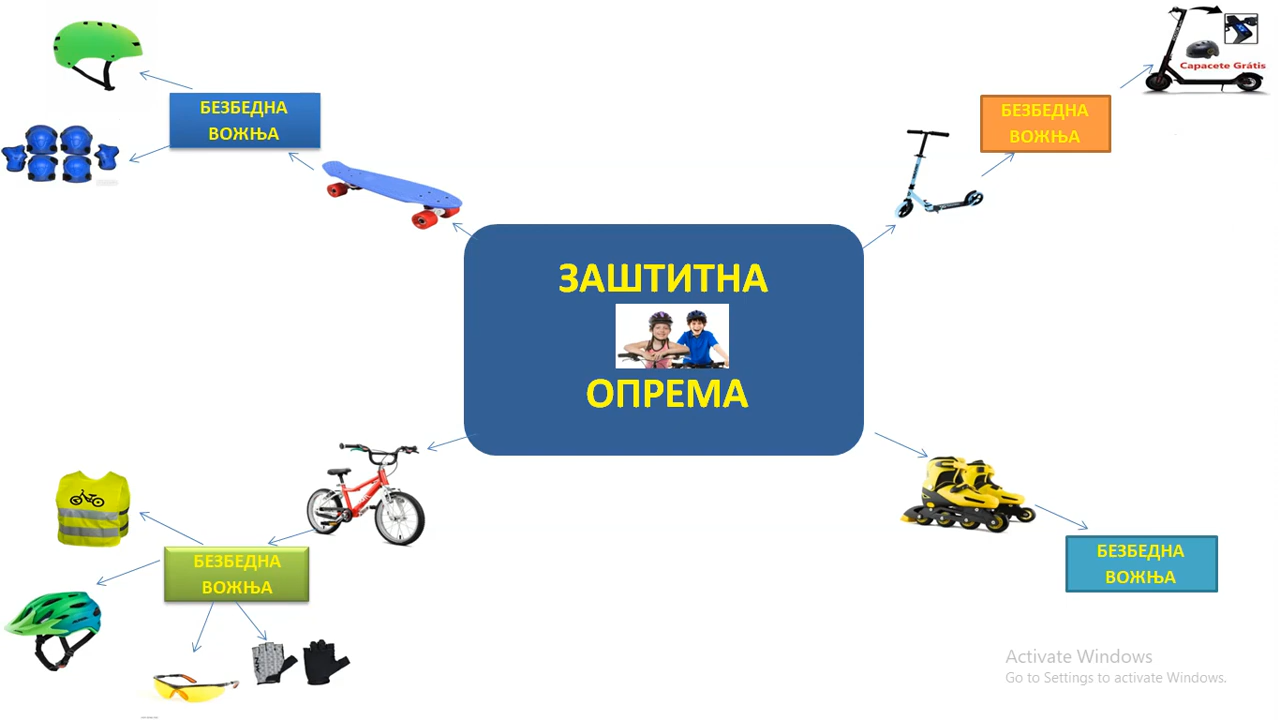 БЕЗБЕДНА
ВОЖЊА
Capacete Grátis
БЕЗБЕДНА
ВОЖЊА
ЗАШТИТНА
ОПРЕМА
БЕЗБЕДНА
ВОЖЊА
БЕЗБЕДНА
ВОЖЊА
Activate Windows
Go to Settings to activate Windows.